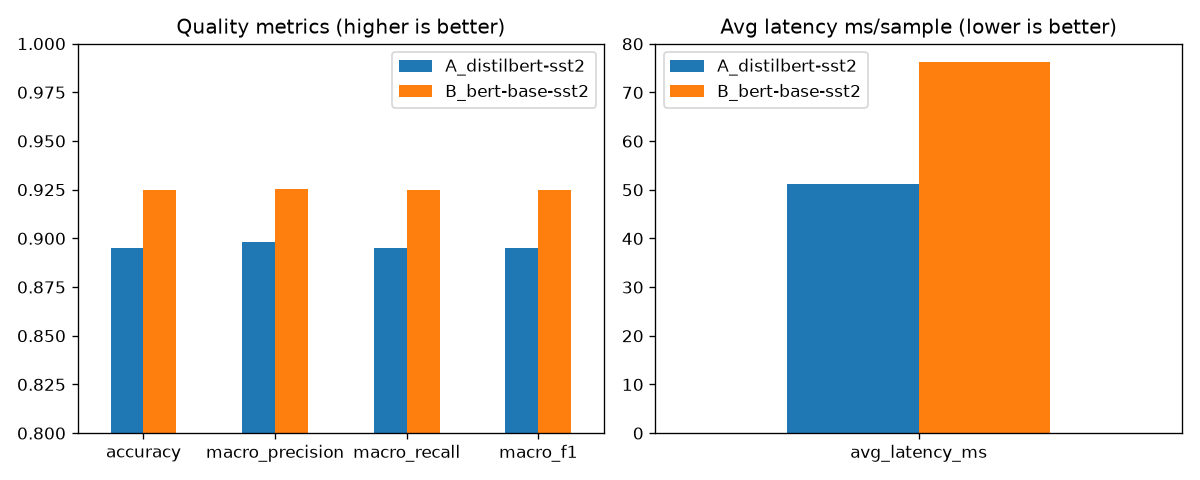 Quality metrics (higher is better)
1.000
0.975
0.950
0.925
0.900
0.875
0.850
0.825
0.800
A_distilbert-sst2
B_bert-base-sst2
accuracy macro_precision macro_recall macro_f1
Avg latency ms/sample (lower is better)
80
70
60
50
40
30
20
10
0
A_distilbert-sst2
B_bert-base-sst2
avg_latency_ms